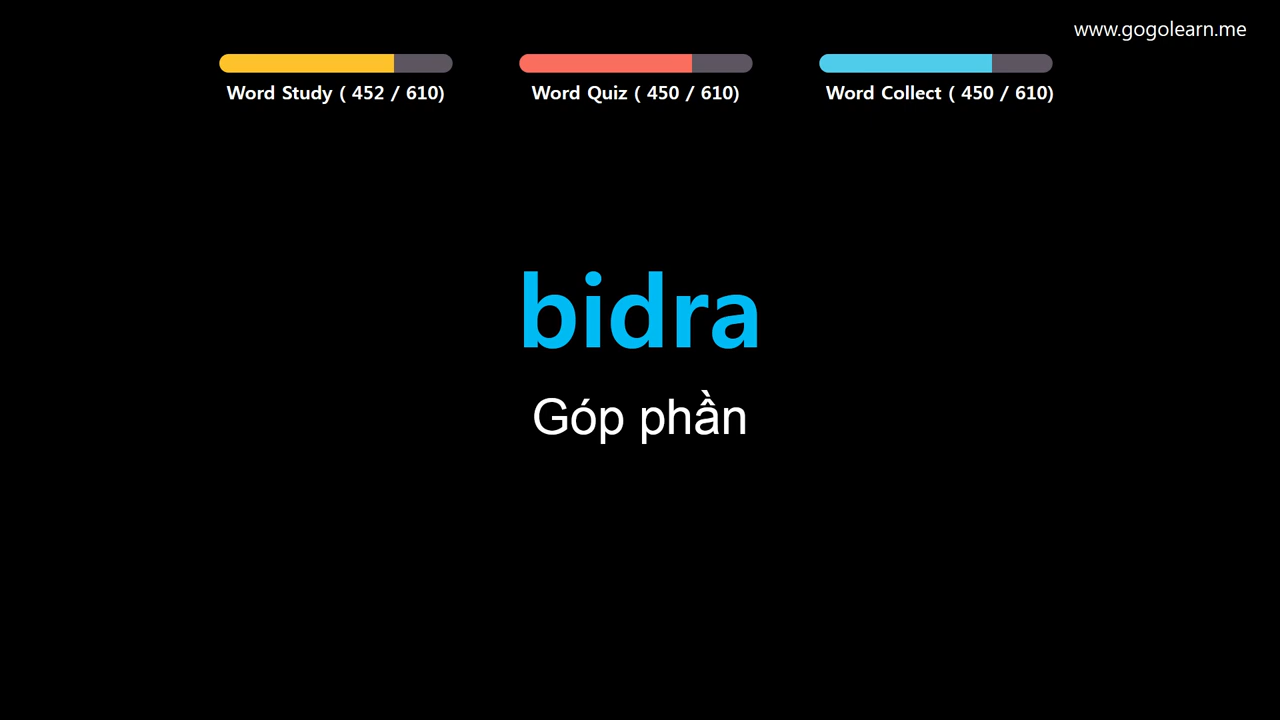 www.gogolearn.me
Word Study ( 452 / 610)
Word Quiz ( 450 / 610)
Word Collect ( 450 / 610)
bidra
Góp phần